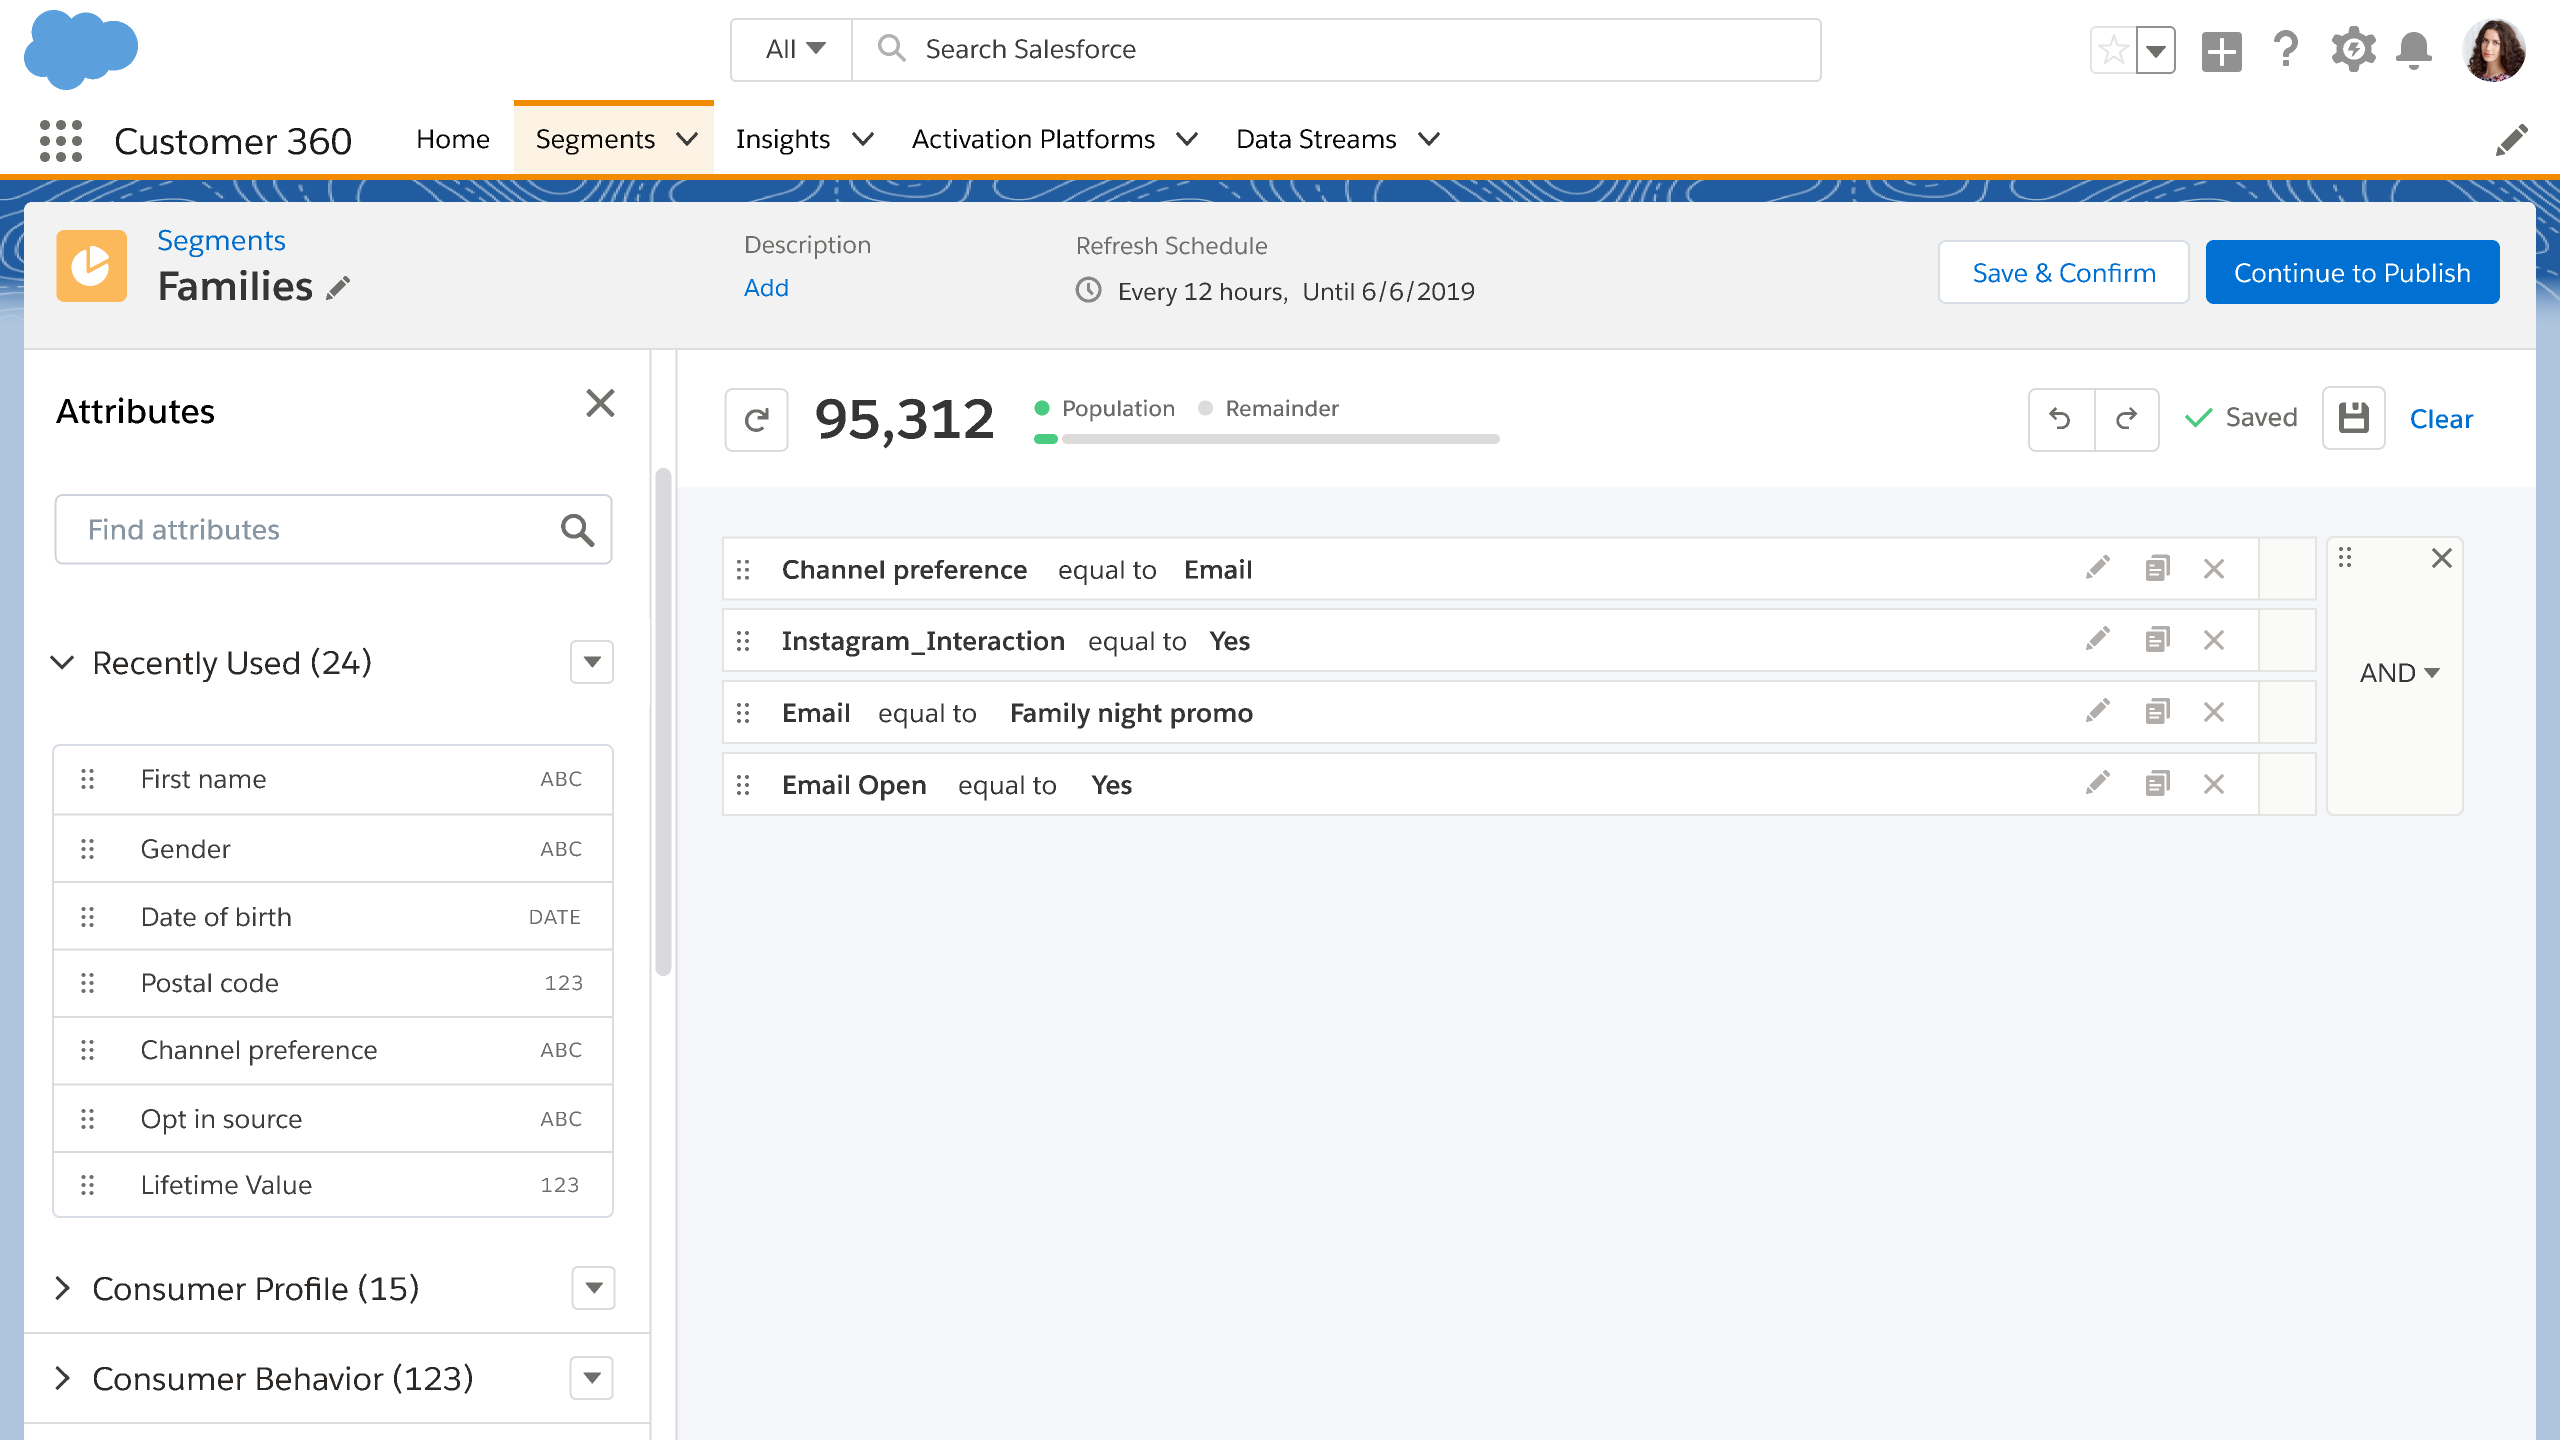 All Search Salesforce
Customer 360 Home Segments Insights Activation Platforms Data Streams
Segments
Families
Description
Add
Refresh Schedule
Every 12 hours, Until 6/6/2019
Save & Confirm
Continue to Publish
Attributes
Find attributes
Recently Used (24)
First name ABC
Gender ABC
Date of birth DATE
Postal code 123
Channel preference ABC
Opt in source ABC
Lifetime Value 123
Consumer Profile (15)
Consumer Behavior (123)
95,312 Population Remainder
Saved Clear
Channel preference equal to Email
Instagram_Interaction equal to Yes
Email equal to Family night promo
Email Open equal to Yes
AND